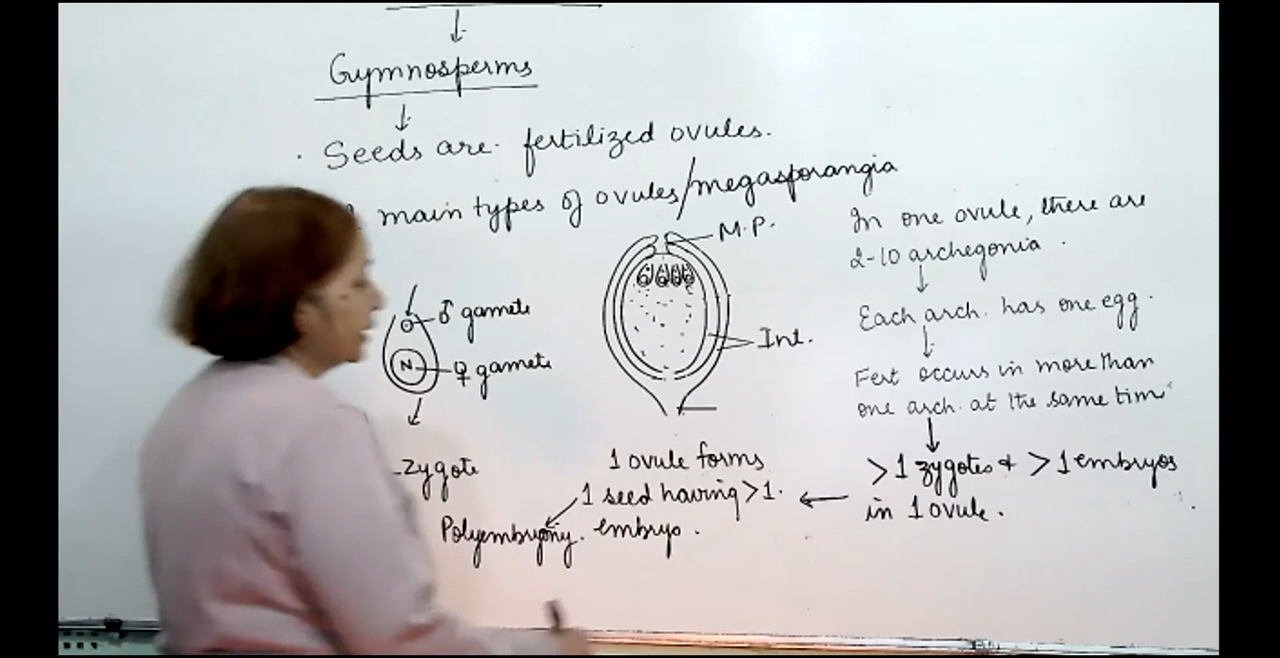 Gymnosperms
Seeds are fertilized ovules.
main types of ovules/megasporangia
M.P.
♂ gamete
N
♀ gamete
Zygote
Int.
1 ovule forms
1 seed having >1.
embryo.
Polyembryony.
In one ovule, there are
2-10 archegonia.
Each arch. has one egg.
Fert occurs in more than
one arch. at the same time
>1 zygotes & >1 embryos
in 1 ovule.